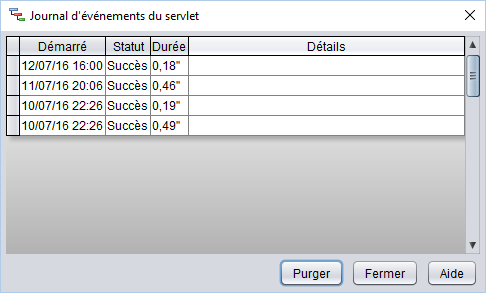 Journal d'événements du servlet
Démarré Statut Durée Détails
12/07/16 16:00 Succès 0,18"
11/07/16 20:06 Succès 0,46"
10/07/16 22:26 Succès 0,19"
10/07/16 22:26 Succès 0,49"
Purger Fermer Aide